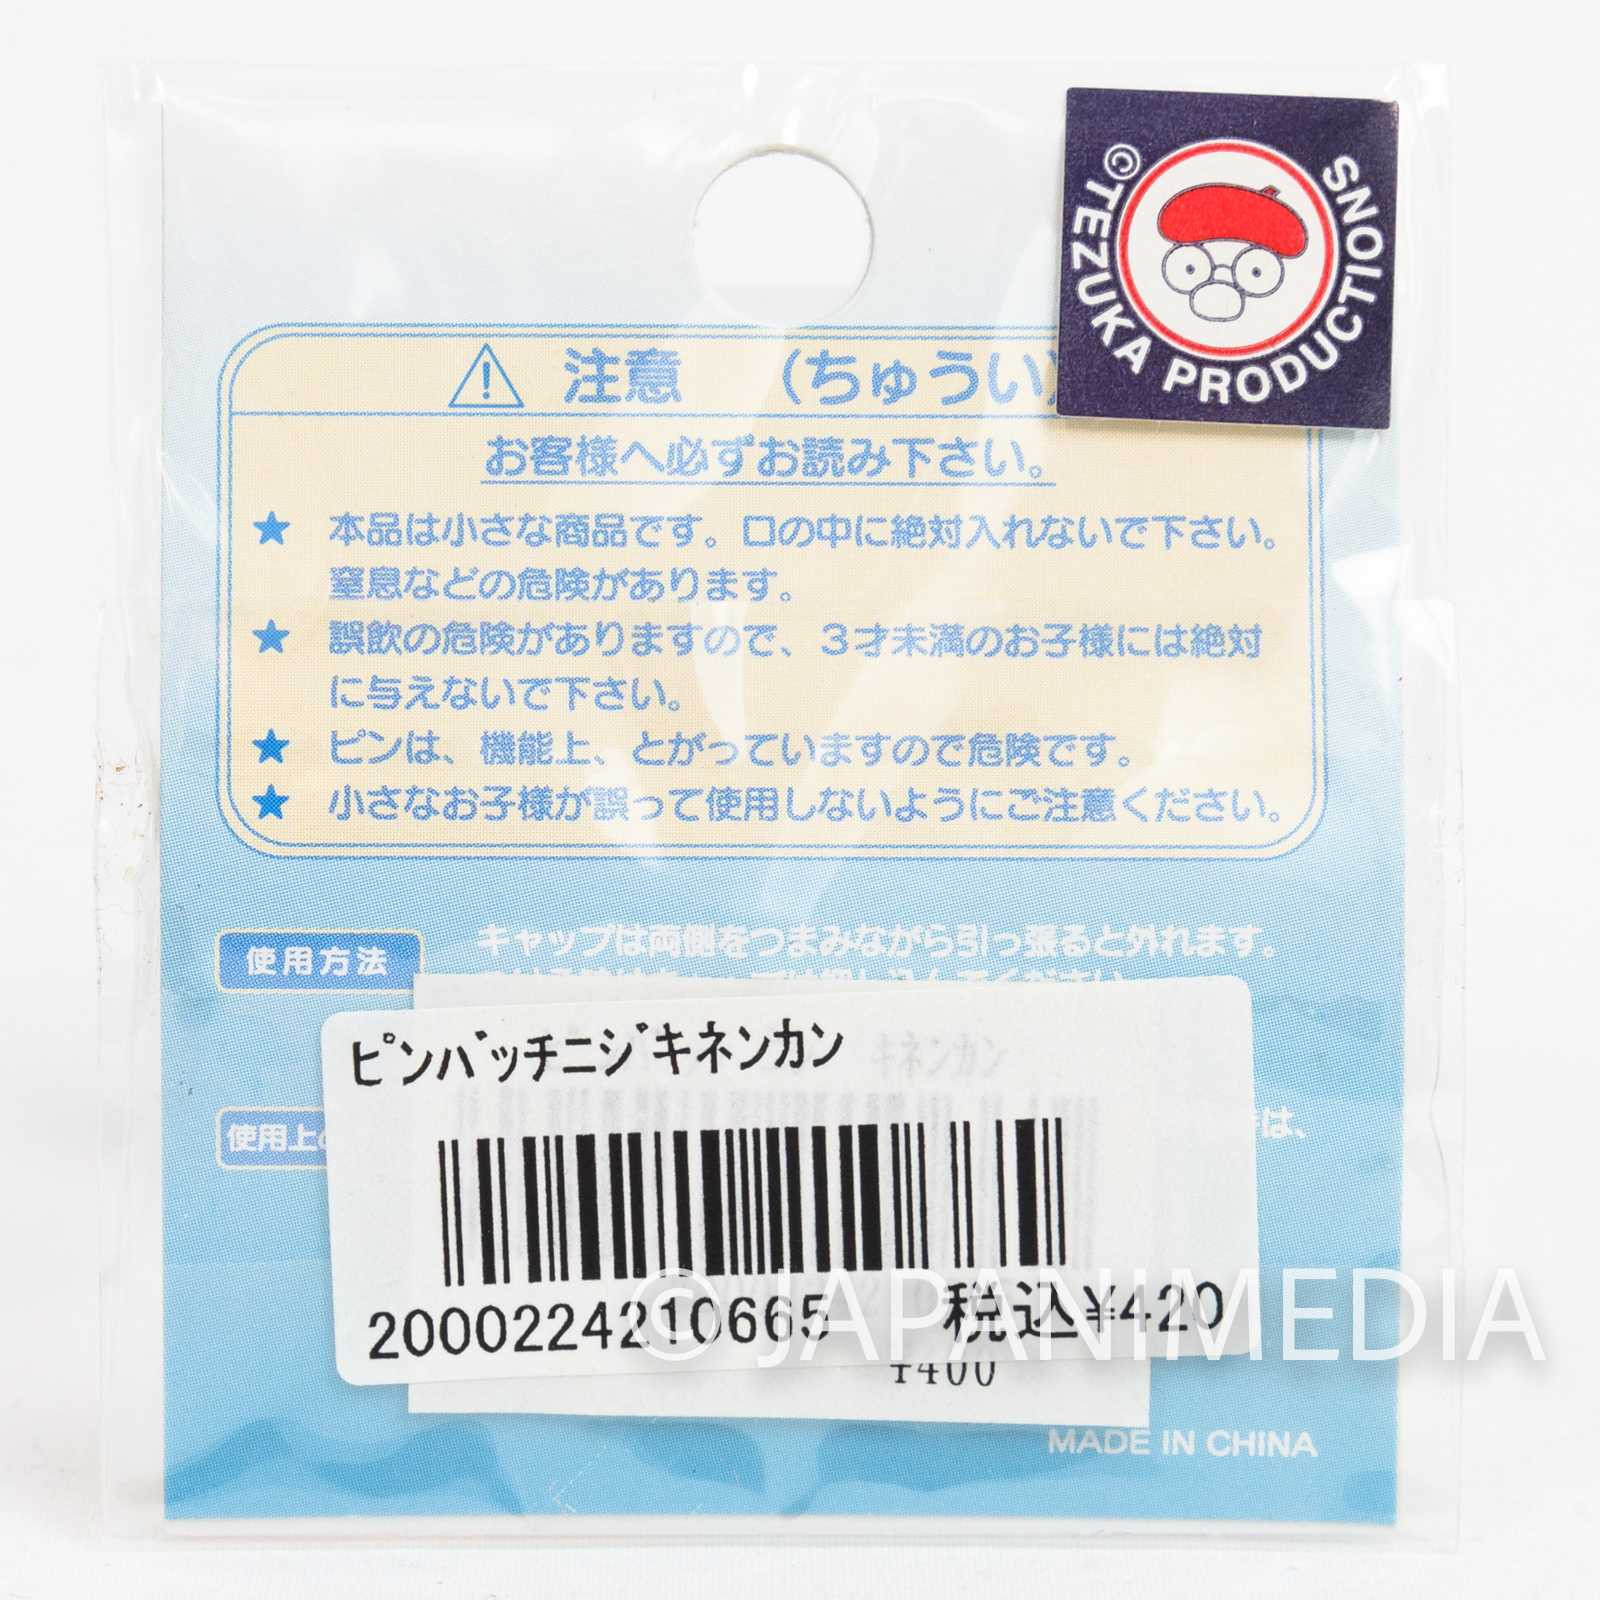 ©TEZUKA PRODUCTIONS
注意 (ちゅうい)
お客様へ必ずお読み下さい。
★ 本品は小さな商品です。口の中に絶対入れないで下さい。
窒息などの危険があります。
★ 誤飲の危険がありますので、3才未満のお子様には絶対
に与えないで下さい。
★ ピンは、機能上、とがっていますので危険です。
★ 小さなお子様が誤って使用しないようにご注意ください。
使用方法
キャップは両側をつまみながら引っ張ると外れます。
ﾋﾟﾝﾊﾞｯﾁﾆｼﾞｷﾈﾝｶﾝ
ｷﾈﾝｶﾝ
使用上
は、
2000224210665 税込¥420
¥400
© JAPANIMEDIA
MADE IN CHINA